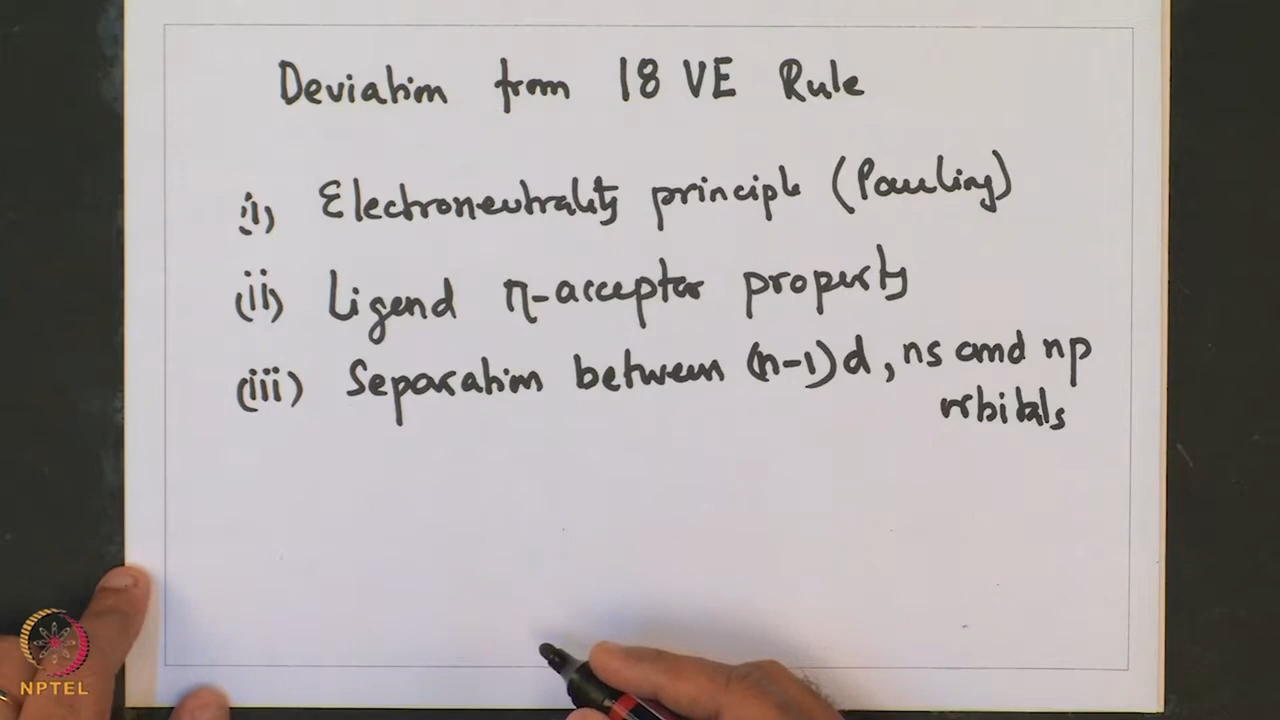 Deviation from 18 VE Rule
(i) Electroneutrality principle (Pauling)
(ii) Ligand π-acceptor property
(iii) Separation between (n-1)d, ns and np
orbitals
NPTEL